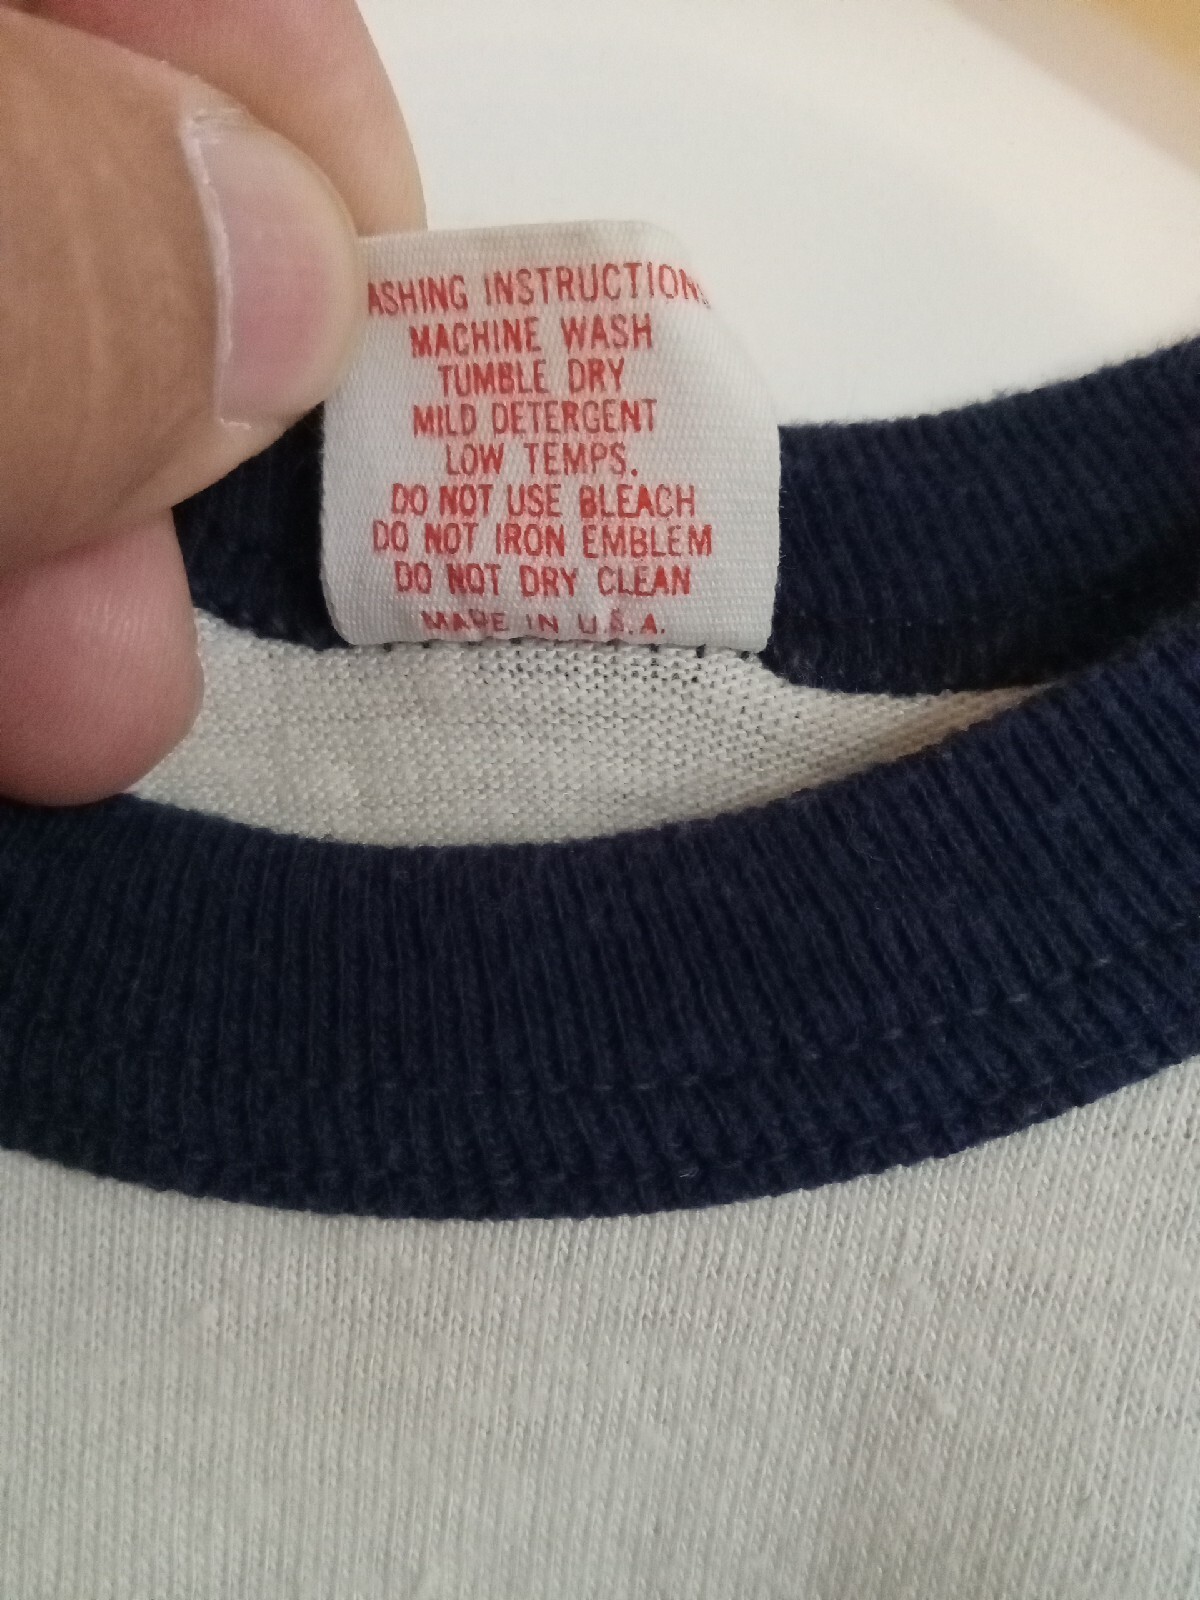 ASHING INSTRUCTIONS
MACHINE WASH
TUMBLE DRY
MILD DETERGENT
LOW TEMPS.
DO NOT USE BLEACH
DO NOT IRON EMBLEM
DO NOT DRY CLEAN
MADE IN U.S.A.